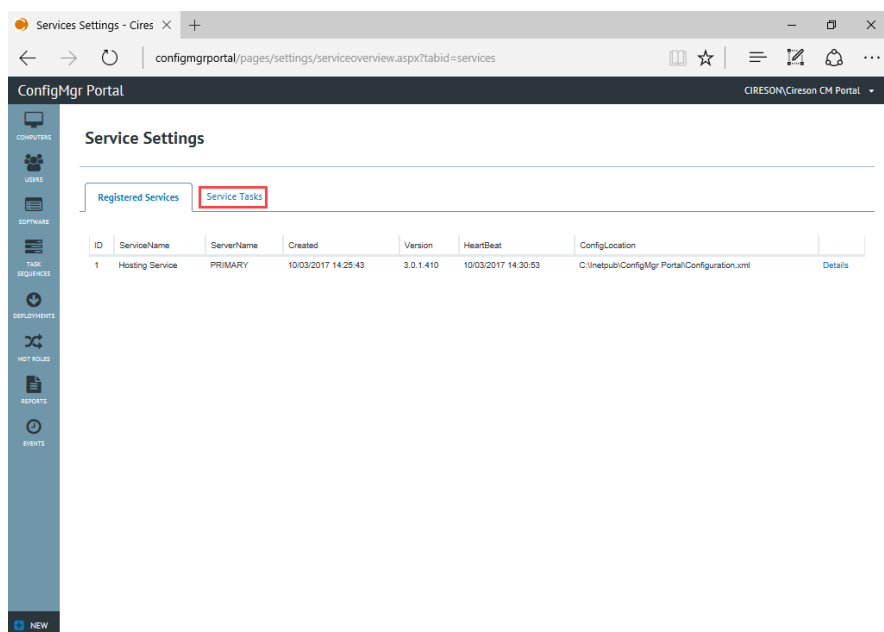 Services Settings - Cires
configmgrportal/pages/settings/serviceoverview.aspx?tabid=services
ConfigMgr Portal
CIRESON\Cireson CM Portal
COMPUTERS
USERS
SOFTWARE
TASK
SEQUENCES
DEPLOYMENTS
MDT ROLES
REPORTS
EVENTS
NEW
Service Settings
Registered Services
Service Tasks
ID ServiceName ServerName Created Version HeartBeat ConfigLocation
1 Hosting Service PRIMARY 10/03/2017 14:25:43 3.0.1.410 10/03/2017 14:30:53 C:\Inetpub\ConfigMgr Portal\Configuration.xml Details